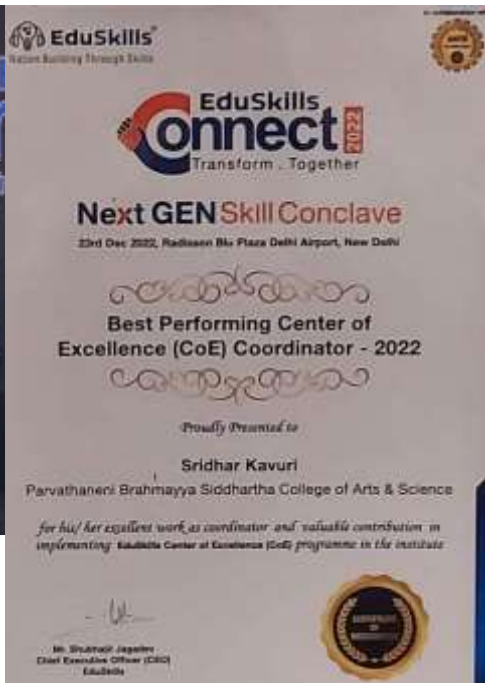 EduSkills
Nation Building Through Skills
EduSkills
Connect
2022
Transform . Together
Next GEN Skill Conclave
23rd Dec 2022, Radisson Blu Plaza Delhi Airport, New Delhi
Best Performing Center of
Excellence (CoE) Coordinator - 2022
Proudly Presented to
Sridhar Kavuri
Parvathaneni Brahmayya Siddhartha College of Arts & Science
for his/ her excellent work as coordinator and valuable contribution in
implementing EduSkills Center of Excellence (CoE) programme in the institute
Mr. Shubhajit Jagadev
Chief Executive Officer (CEO)
EduSkills